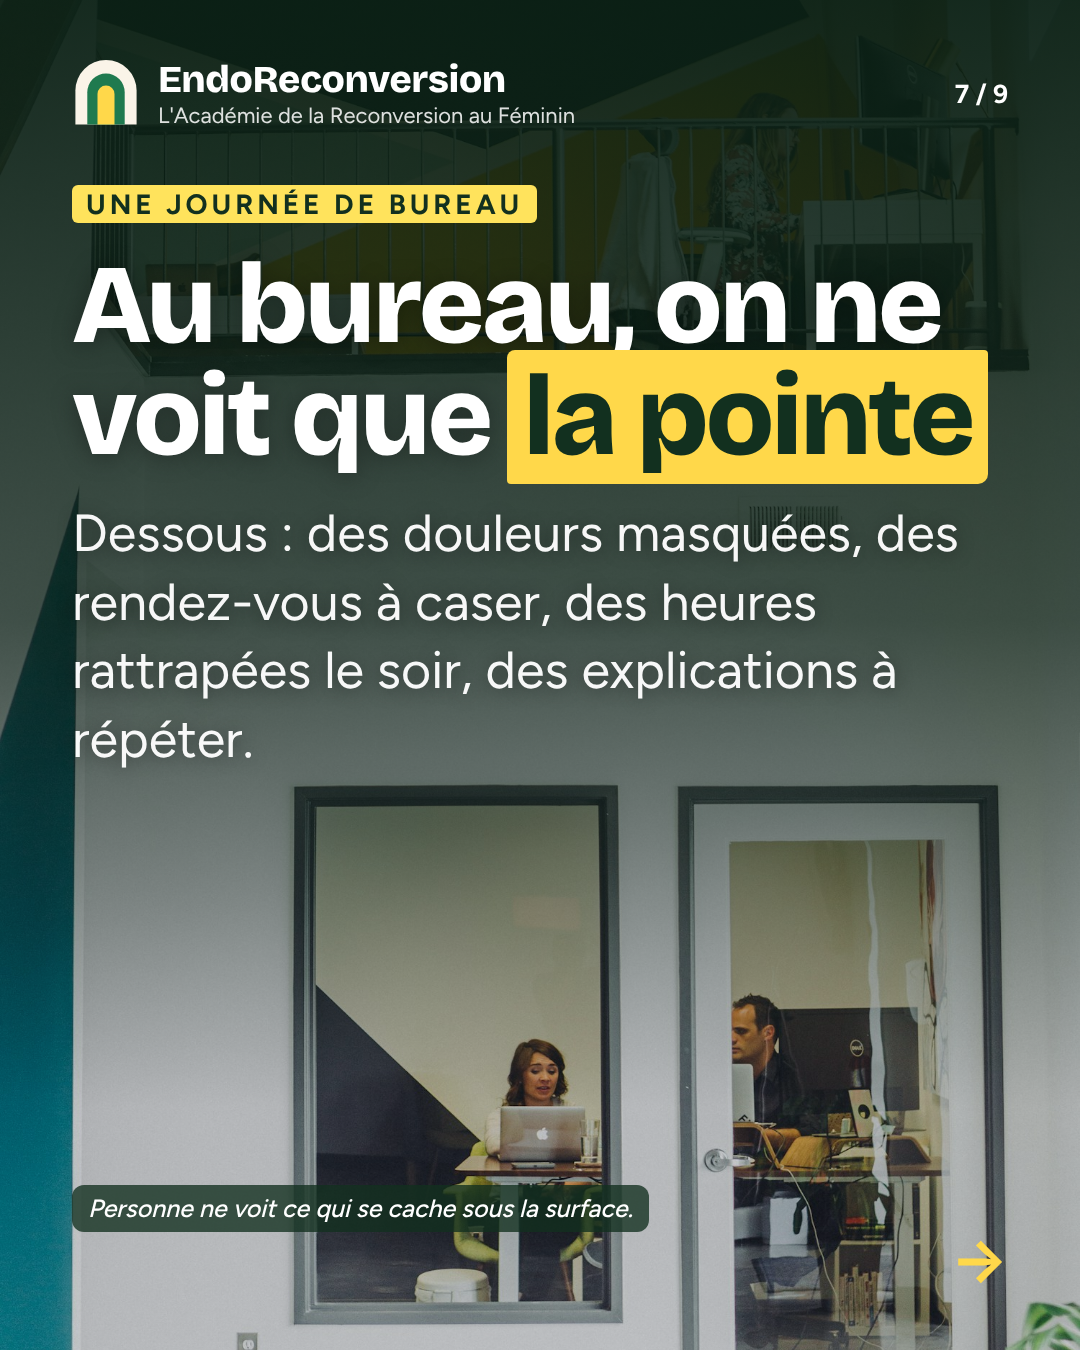 EndoReconversion
L'Académie de la Reconversion au Féminin
7 / 9
UNE JOURNÉE DE BUREAU
Au bureau, on ne
voit que la pointe
Dessous : des douleurs masquées, des
rendez-vous à caser, des heures
rattrapées le soir, des explications à
répéter.
DELL
Personne ne voit ce qui se cache sous la surface.